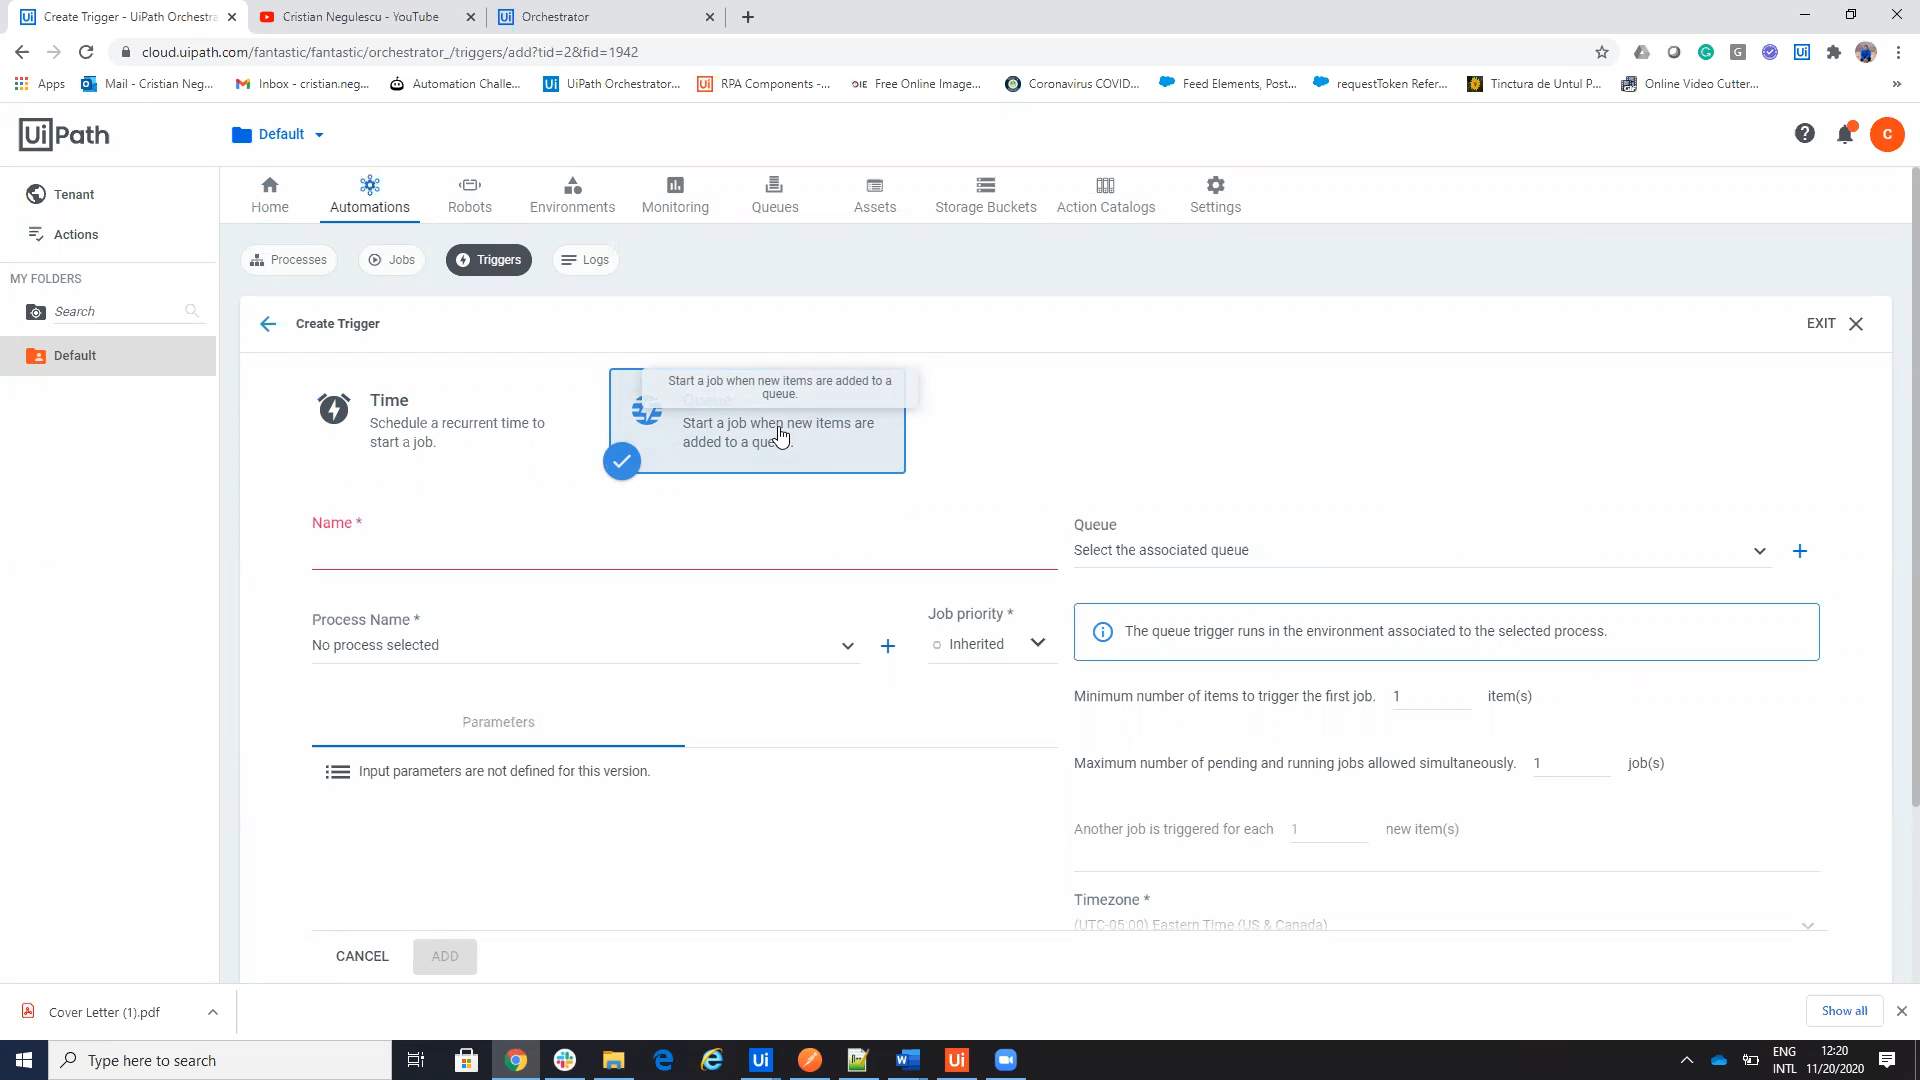 Create Trigger - UiPath Orchestra
Cristian Negulescu - YouTube
Orchestrator
cloud.uipath.com/fantastic/fantastic/orchestrator_/triggers/add?tid=2&fid=1942
Apps
Mail - Cristian Neg...
Inbox - cristian.neg...
Automation Challe...
UiPath Orchestrator...
RPA Components -...
Free Online Image...
Coronavirus COVID...
Feed Elements, Post...
requestToken Refer...
Tinctura de Untul P...
Online Video Cutter...
UiPath
Default
C
Tenant
Actions
MY FOLDERS
Search
Default
Home
Automations
Robots
Environments
Monitoring
Queues
Assets
Storage Buckets
Action Catalogs
Settings
Processes
Jobs
Triggers
Logs
Create Trigger
EXIT
Time
Schedule a recurrent time to
start a job.
Start a job when new items are added to a
queue.
Queue
Start a job when new items are
added to a queue.
Name *
Queue
Select the associated queue
Process Name *
No process selected
Job priority *
Inherited
The queue trigger runs in the environment associated to the selected process.
Minimum number of items to trigger the first job. 1 item(s)
Parameters
Input parameters are not defined for this version.
Maximum number of pending and running jobs allowed simultaneously. 1 job(s)
Another job is triggered for each 1 new item(s)
Timezone *
(UTC-05:00) Eastern Time (US & Canada)
CANCEL
ADD
Cover Letter (1).pdf
Show all
Type here to search
ENG
INTL
12:20
11/20/2020